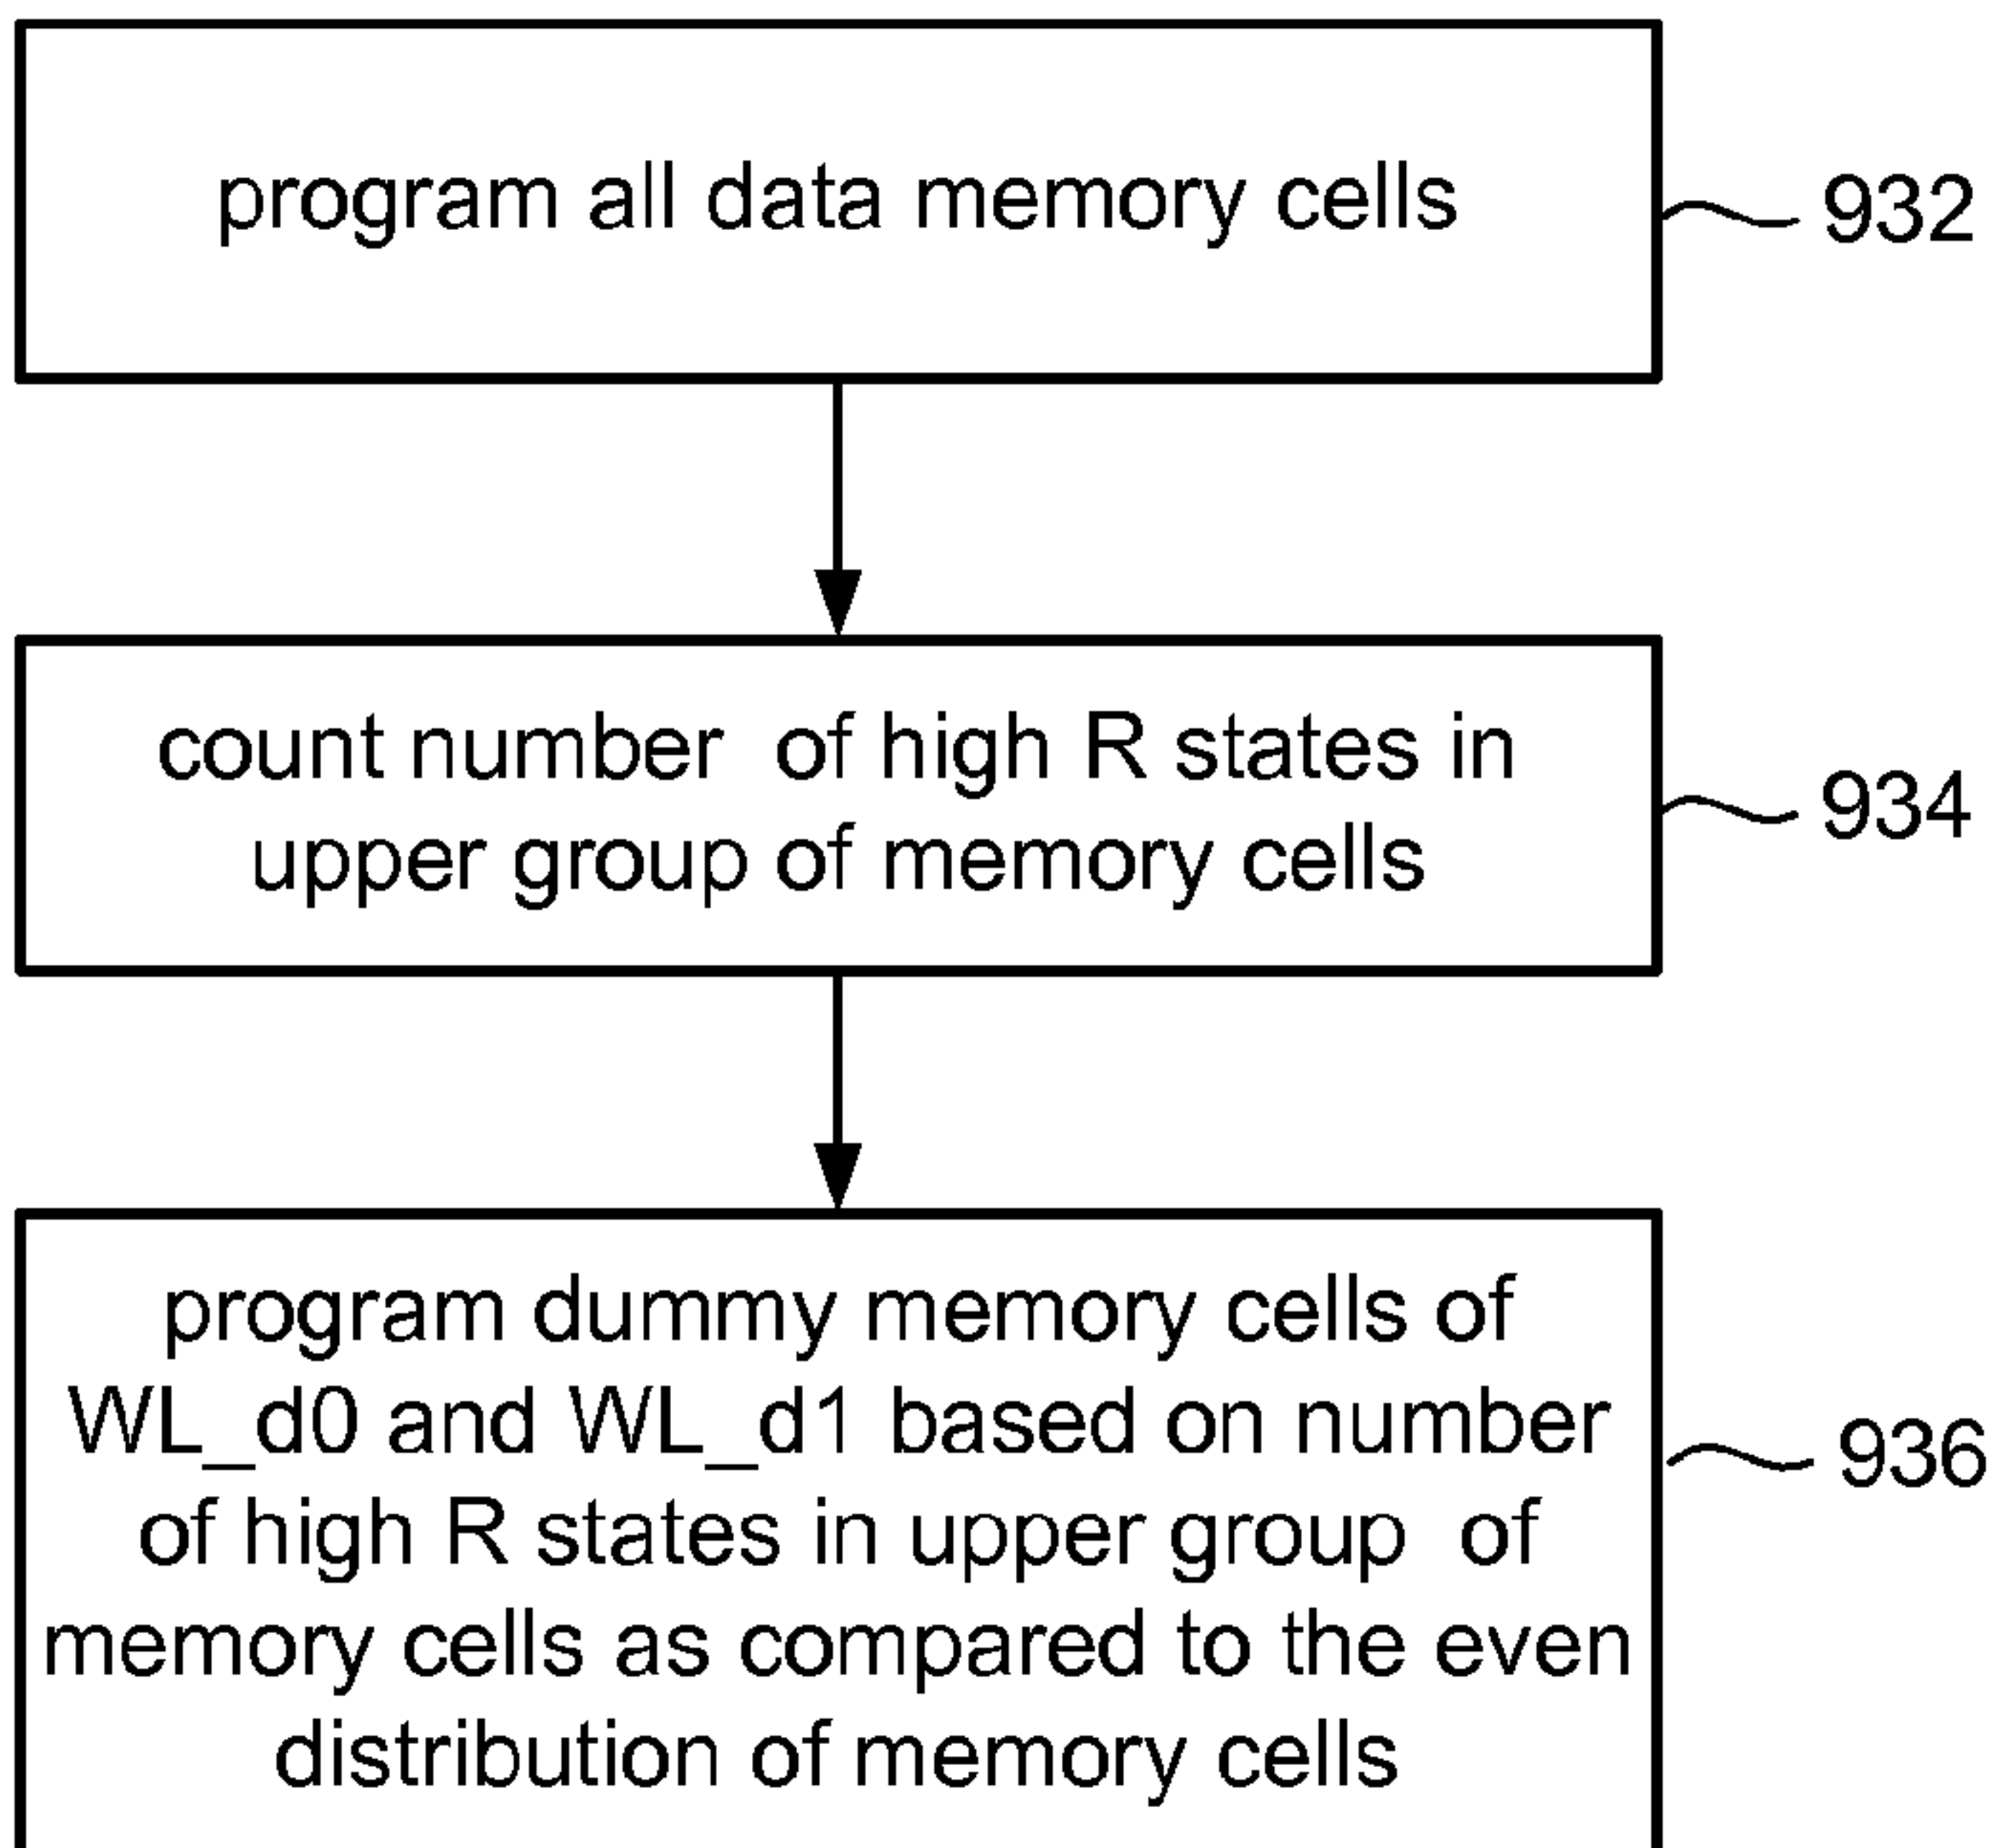 program all data memory cells
932
count number of high R states in
upper group of memory cells
934
program dummy memory cells of
WL_d0 and WL_d1 based on number
of high R states in upper group of
memory cells as compared to the even
distribution of memory cells
936